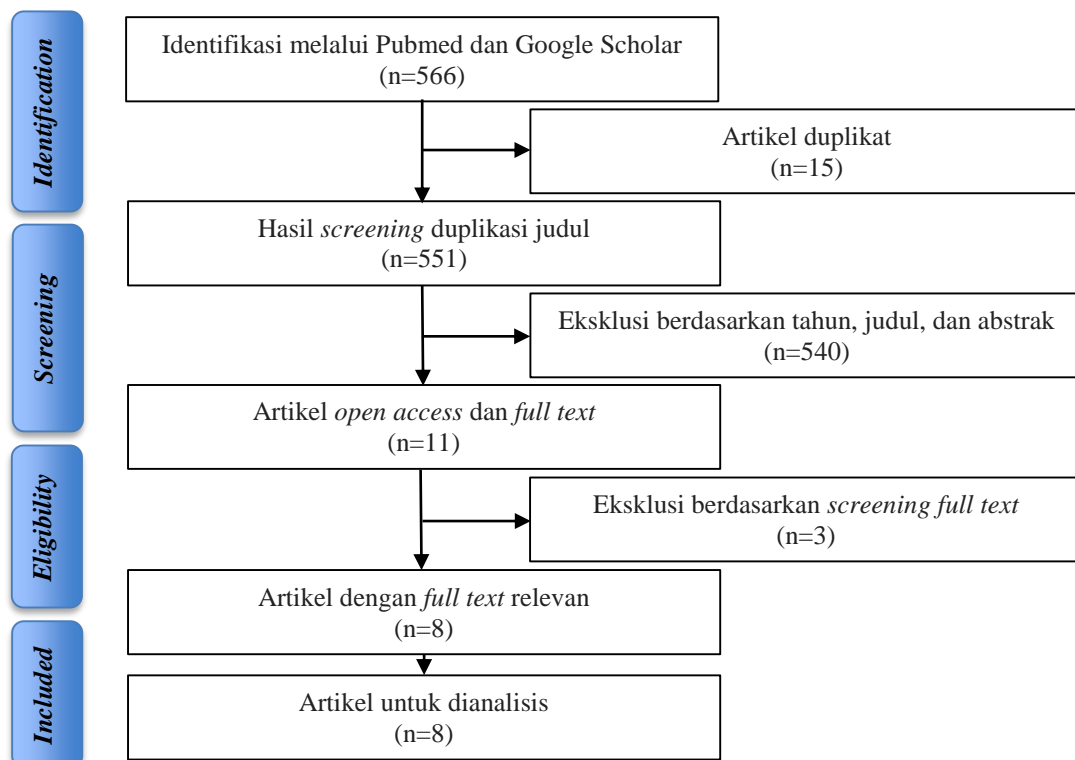 Identification
Identifikasi melalui Pubmed dan Google Scholar
(n=566)
Artikel duplikat
(n=15)
Hasil screening duplikasi judul
(n=551)
Screening
Eksklusi berdasarkan tahun, judul, dan abstrak
(n=540)
Artikel open access dan full text
(n=11)
Eligibility
Eksklusi berdasarkan screening full text
(n=3)
Artikel dengan full text relevan
(n=8)
Included
Artikel untuk dianalisis
(n=8)